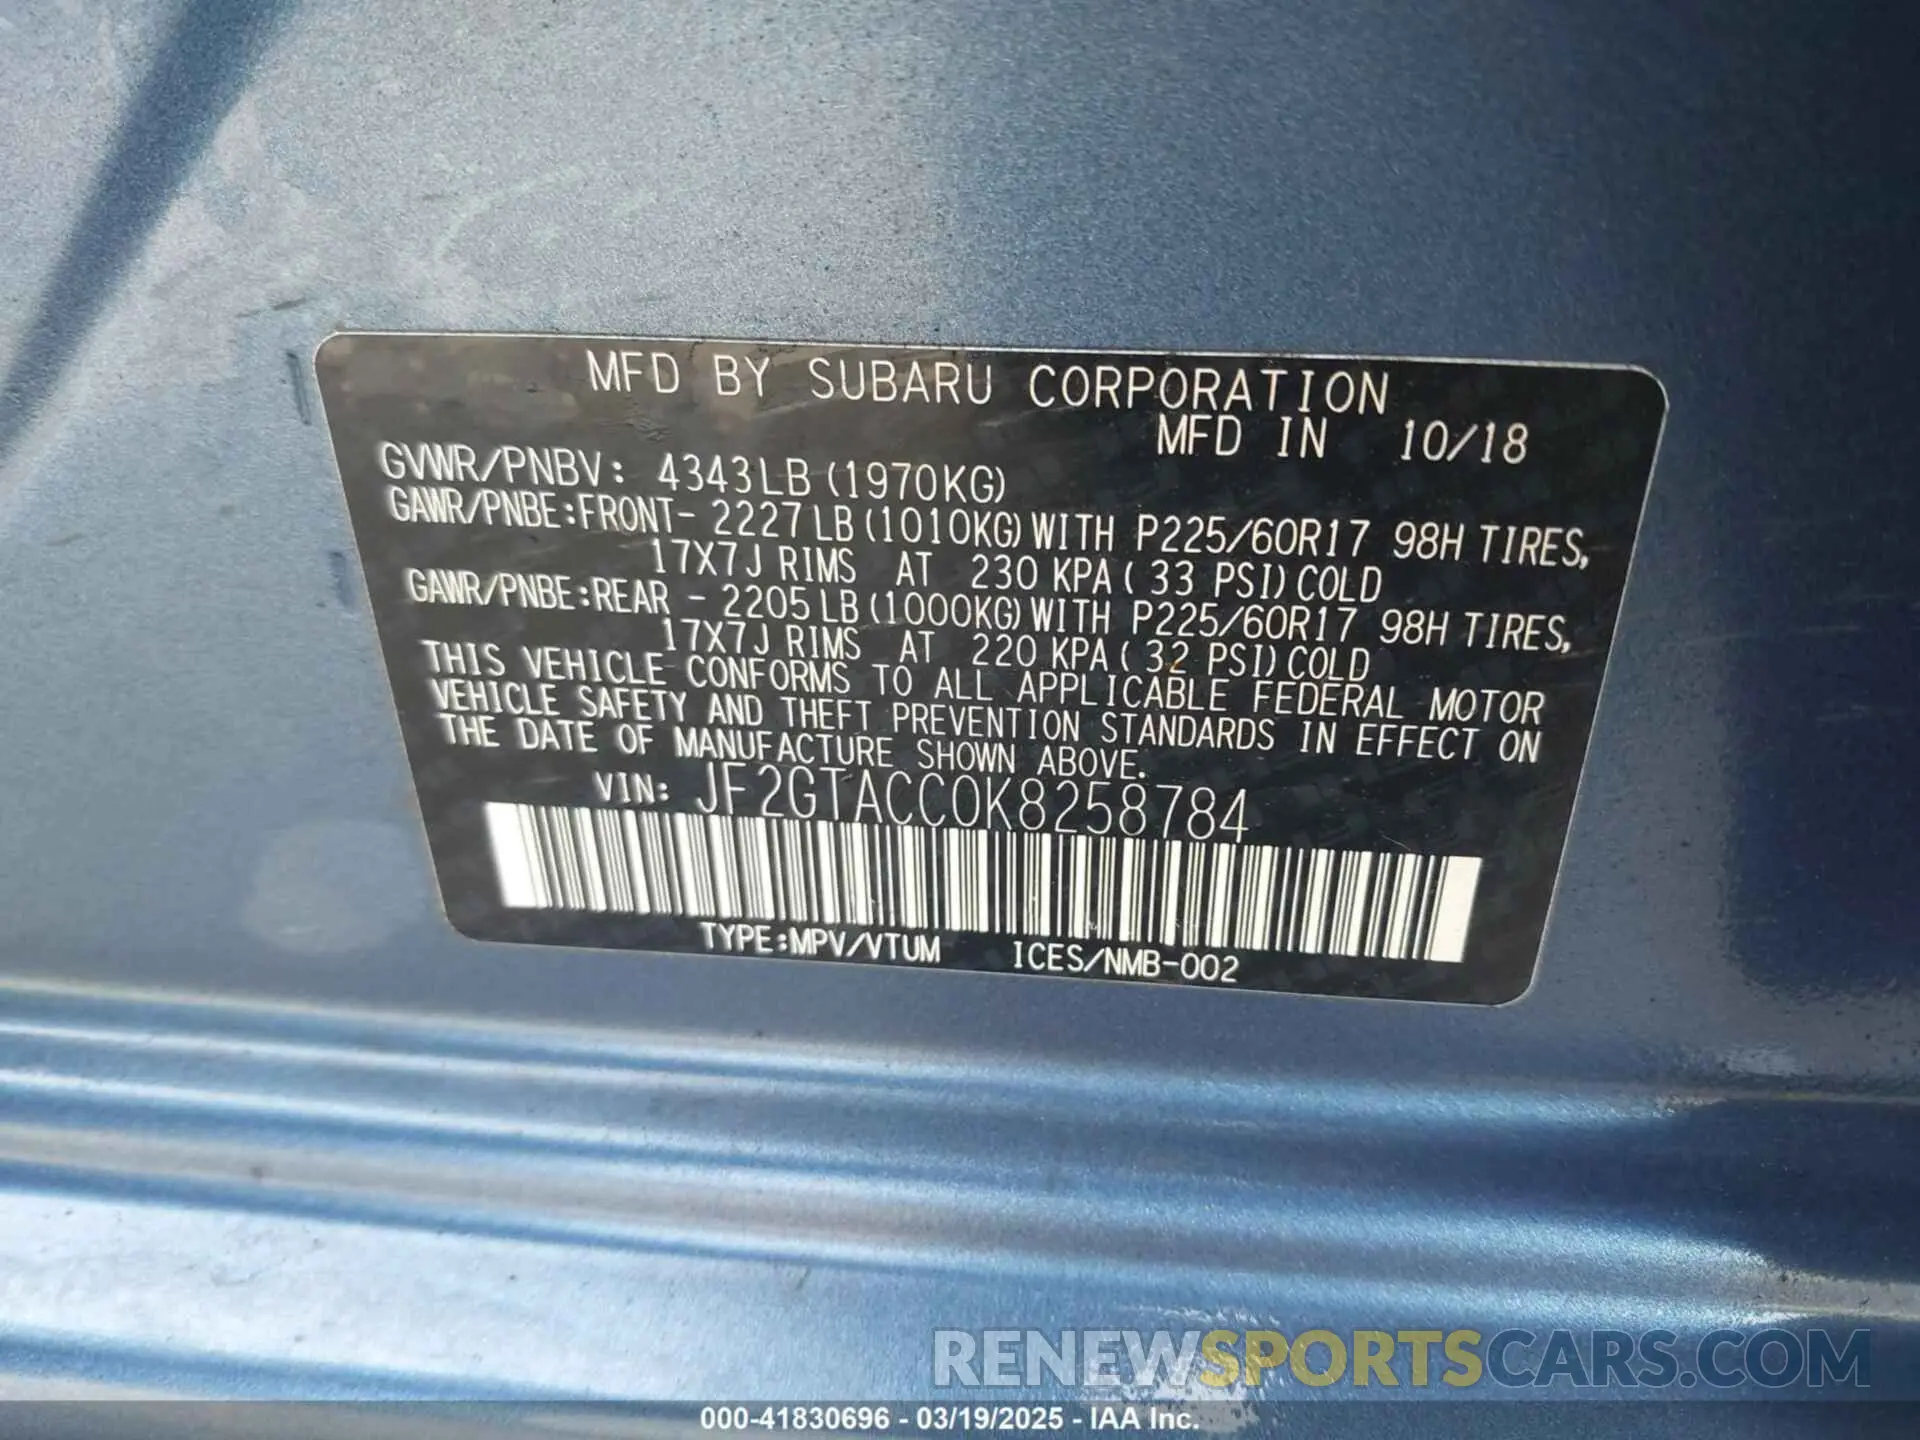 MFD BY SUBARU CORPORATION
MFD IN 10/18
GVWR/PNBV: 4343LB (1970KG)
GAWR/PNBE:FRONT- 2227LB (1010KG) WITH P225/60R17 98H TIRES,
17X7J RIMS AT 230 KPA ( 33 PSI) COLD
GAWR/PNBE:REAR - 2205LB (1000KG) WITH P225/60R17 98H TIRES,
17X7J RIMS AT 220 KPA ( 32 PSI) COLD
THIS VEHICLE CONFORMS TO ALL APPLICABLE FEDERAL MOTOR
VEHICLE SAFETY AND THEFT PREVENTION STANDARDS IN EFFECT ON
THE DATE OF MANUFACTURE SHOWN ABOVE.
VIN: JF2GTACC0K8258784
TYPE:MPV/VTUM ICES/NMB-002
RENEWSPORTSCARS.COM
000-41830696 - 03/19/2025 - IAA Inc.